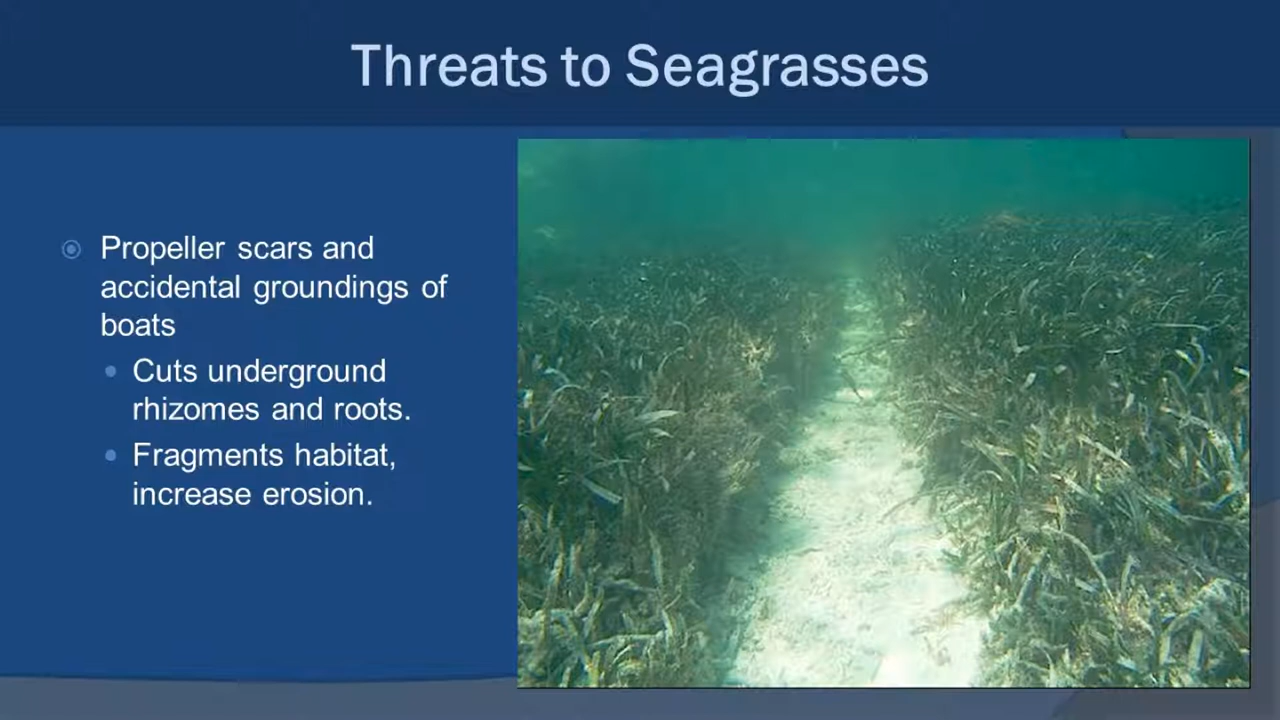 Threats to Seagrasses
Propeller scars and
accidental groundings of
boats
Cuts underground
rhizomes and roots.
Fragments habitat,
increase erosion.